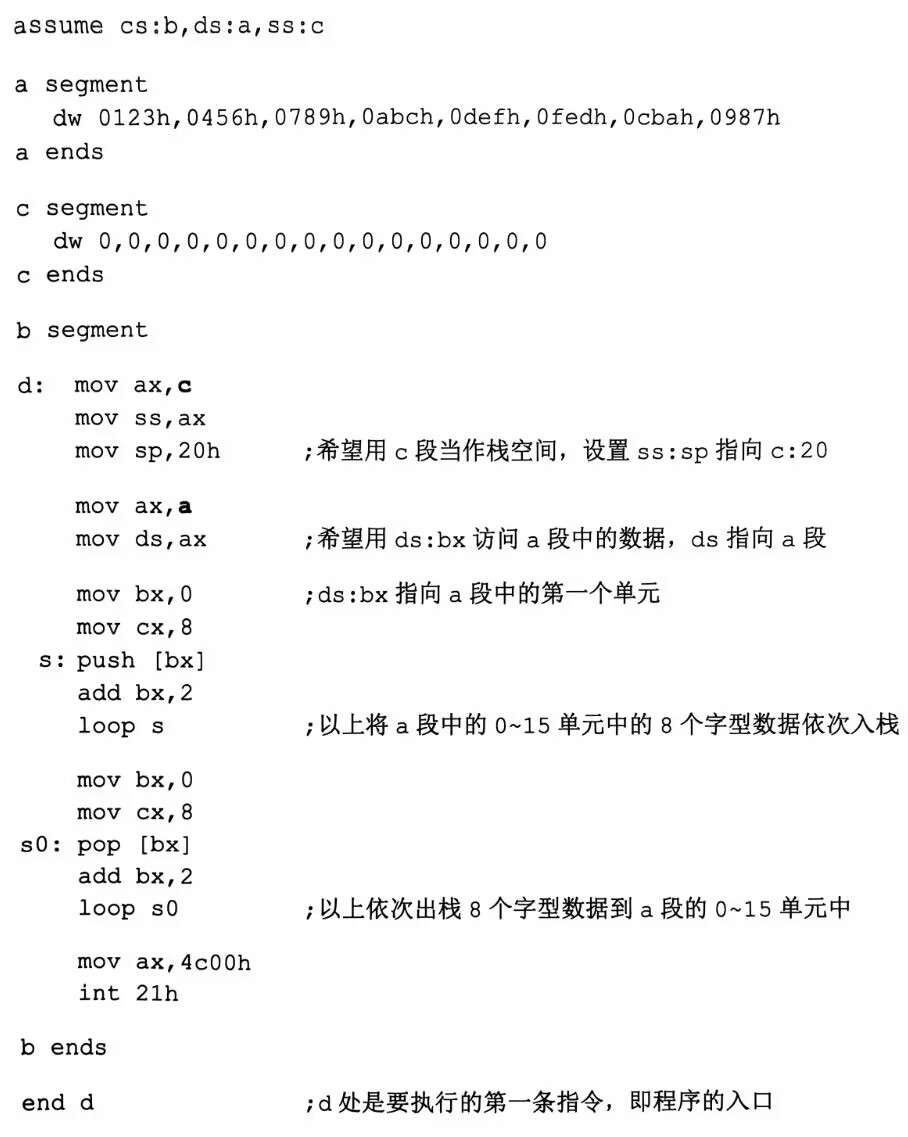 assume cs:b,ds:a,ss:c
a segment
dw 0123h,0456h,0789h,0abch,0defh,0fedh,0cbah,0987h
a ends
c segment
dw 0,0,0,0,0,0,0,0,0,0,0,0,0,0,0,0
c ends
b segment
d: mov ax,c
mov ss,ax
mov sp,20h ;希望用 c 段当作栈空间，设置 ss:sp 指向 c:20
mov ax,a
mov ds,ax ;希望用 ds:bx 访问 a 段中的数据，ds 指向 a 段
mov bx,0 ;ds:bx 指向 a 段中的第一个单元
mov cx,8
s: push [bx]
add bx,2
loop s ;以上将 a 段中的 0~15 单元中的 8 个字型数据依次入栈
mov bx,0
mov cx,8
s0: pop [bx]
add bx,2
loop s0 ;以上依次出栈 8 个字型数据到 a 段的 0~15 单元中
mov ax,4c00h
int 21h
b ends
end d ;d 处是要执行的第一条指令，即程序的入口